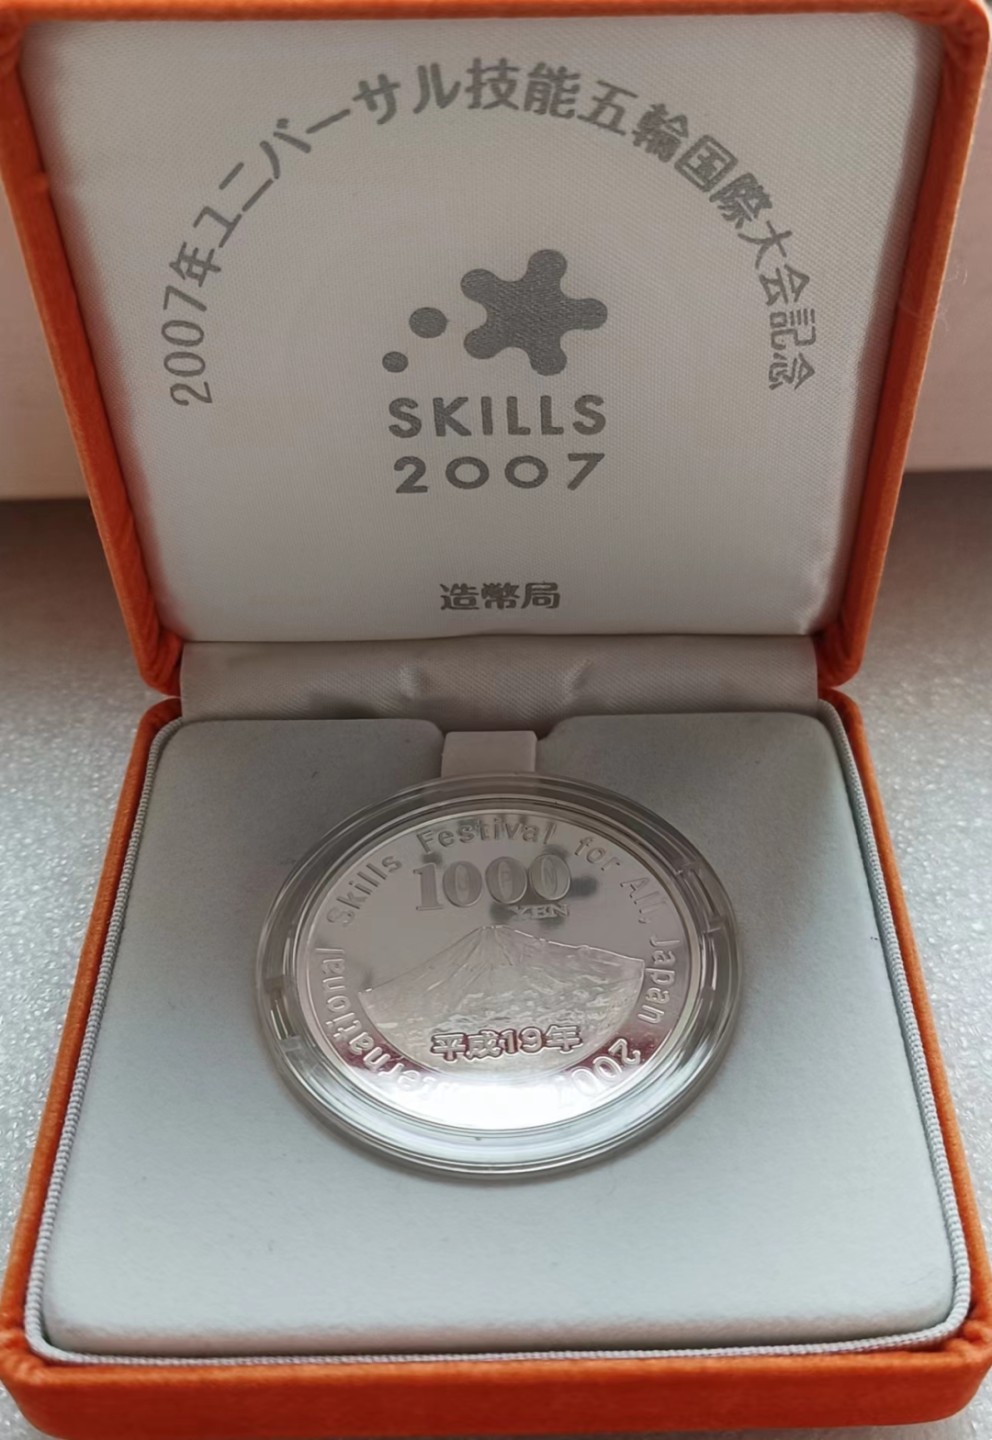 2007年ユニバーサル技能五輪国際大会記念
SKILLS
2007
造幣局
International Skills Festival for All, Japan 2007
1000
YEN
平成19年